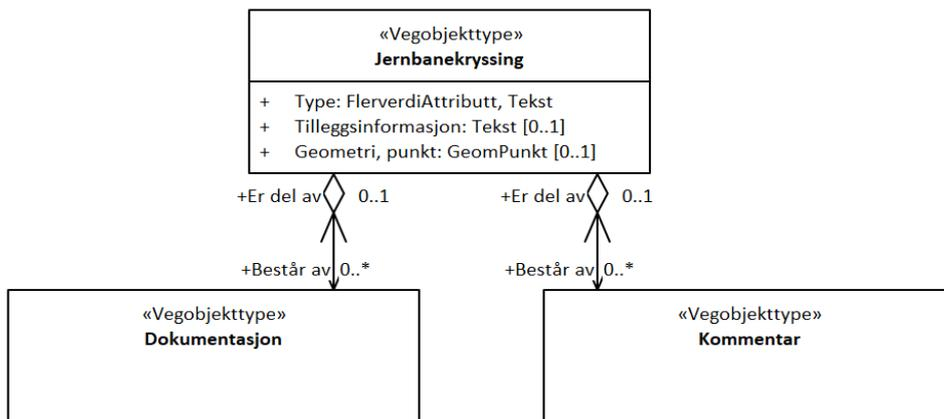 «Vegobjekttype»
Jernbanekryssing
+ Type: FlerverdiAttributt, Tekst
+ Tilleggsinformasjon: Tekst [0..1]
+ Geometri, punkt: GeomPunkt [0..1]
+Er del av 0..1 +Er del av 0..1
+Består av 0..* +Består av 0..*
«Vegobjekttype» «Vegobjekttype»
Dokumentasjon Kommentar